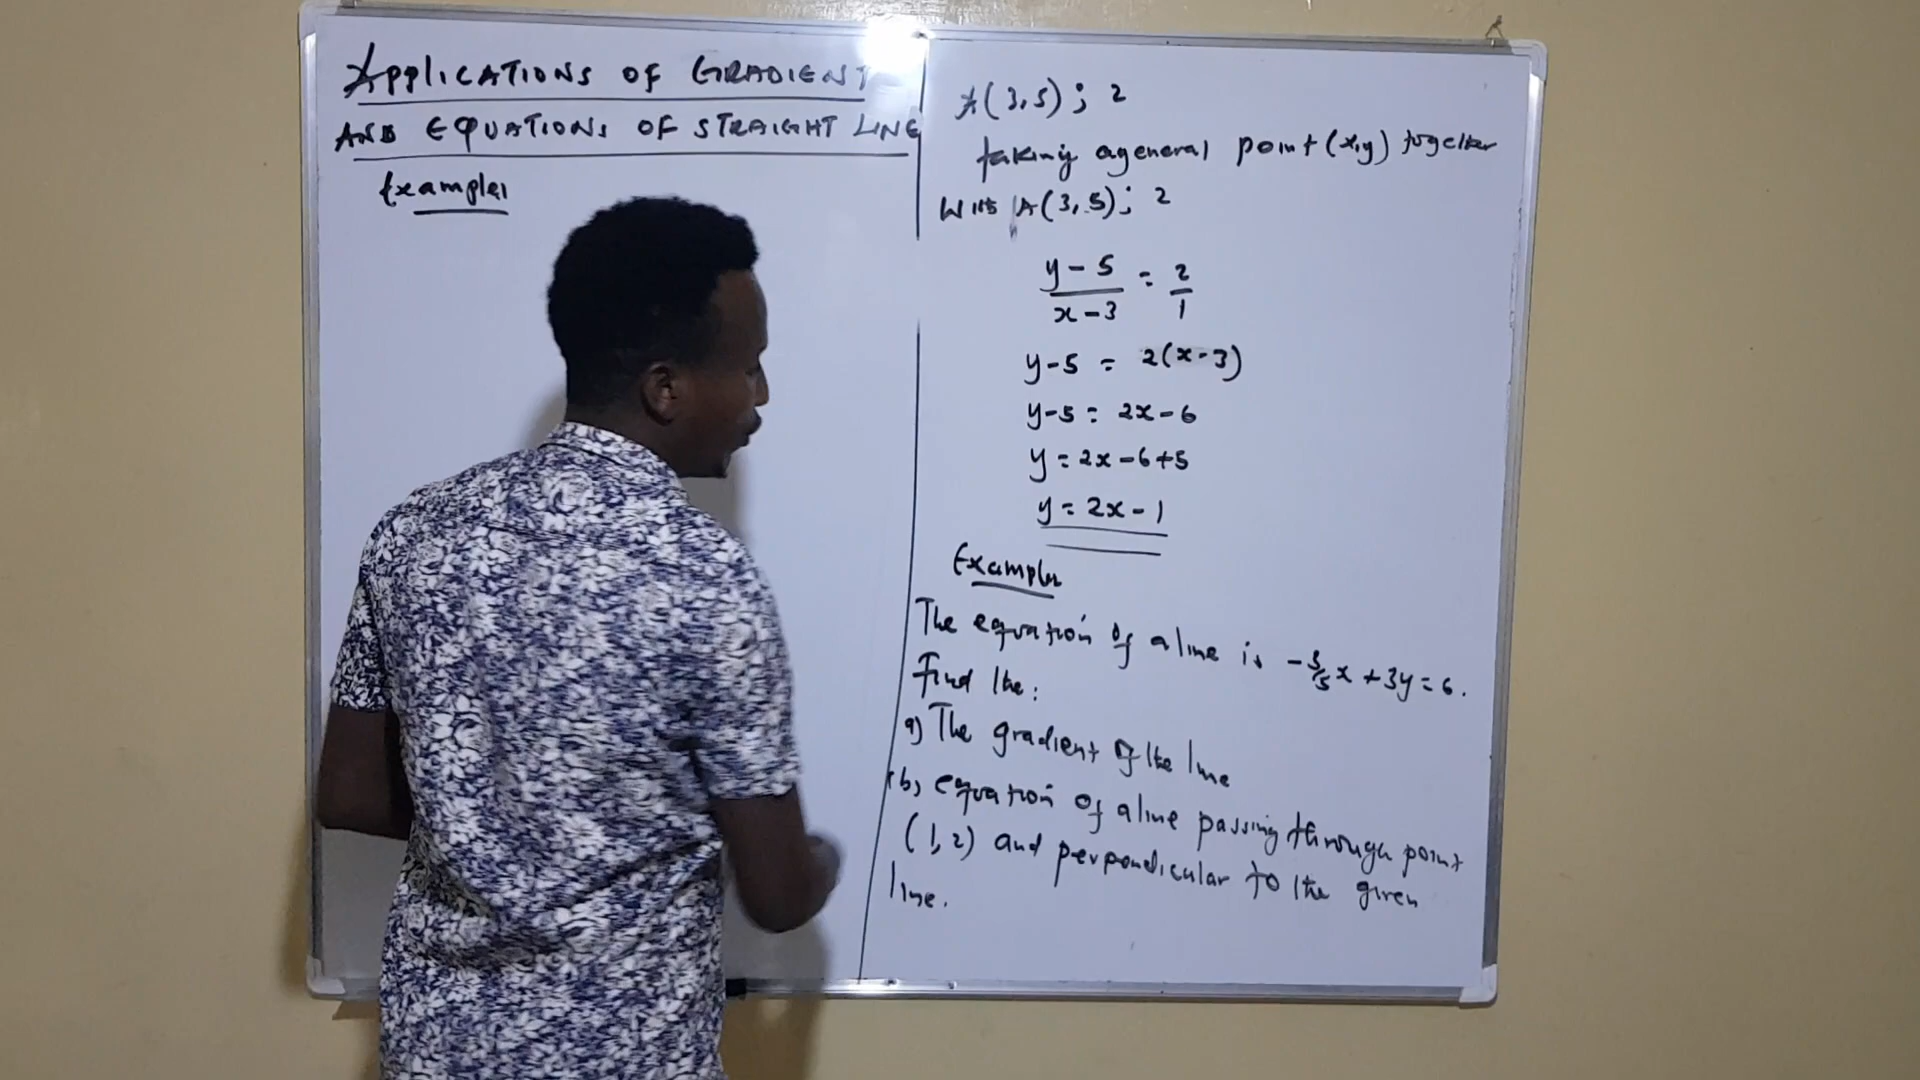 APPLICATIONS OF GRADIENT
AND EQUATIONS OF STRAIGHT LINE
Examples
A(3,5); 2
taking a general point (x,y) together
With A(3,5); 2
y-5/x-3 = 2/1
y-5 = 2(x-3)
y-5 = 2x-6
y = 2x-6+5
y = 2x-1
Example
The equation of a line is -3/5x + 3y = 6.
Find the:
a) The gradient of the line
(b) equation of a line passing through point
(1,2) and perpendicular to the given
line.